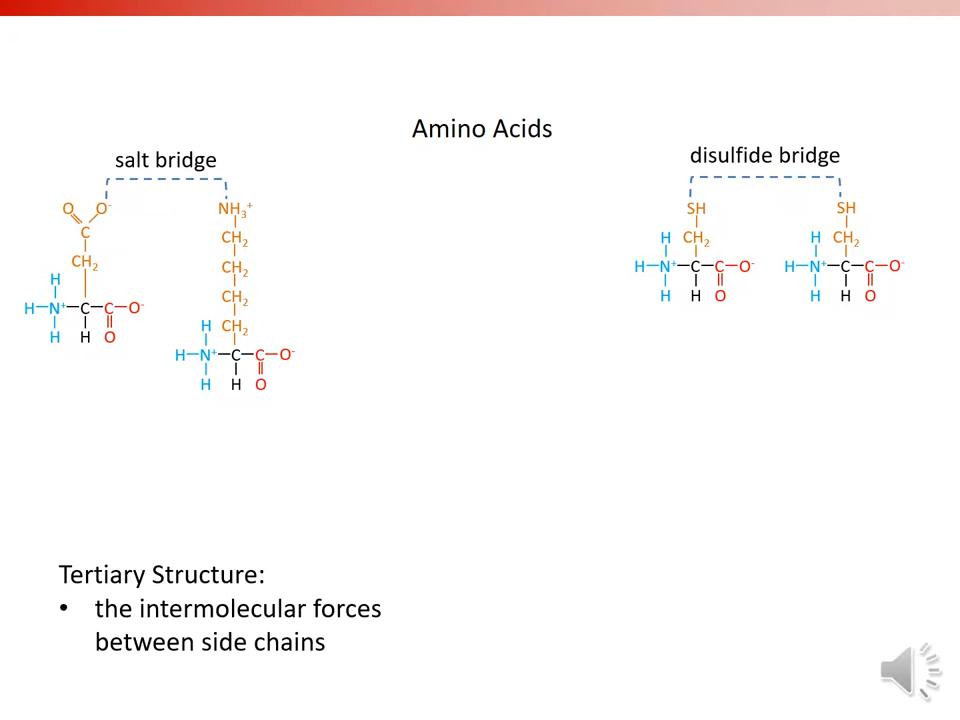 Amino Acids
salt bridge
disulfide bridge
O O⁻ NH₃⁺ SH SH
C CH₂ H CH₂ H CH₂
CH₂ CH₂ H–N⁺–C–C–O⁻ H–N⁺–C–C–O⁻
H CH₂ H H O H H O
H–N⁺–C–C–O⁻
H H O H CH₂
H–N⁺–C–C–O⁻
H H O
Tertiary Structure:
• the intermolecular forces
between side chains